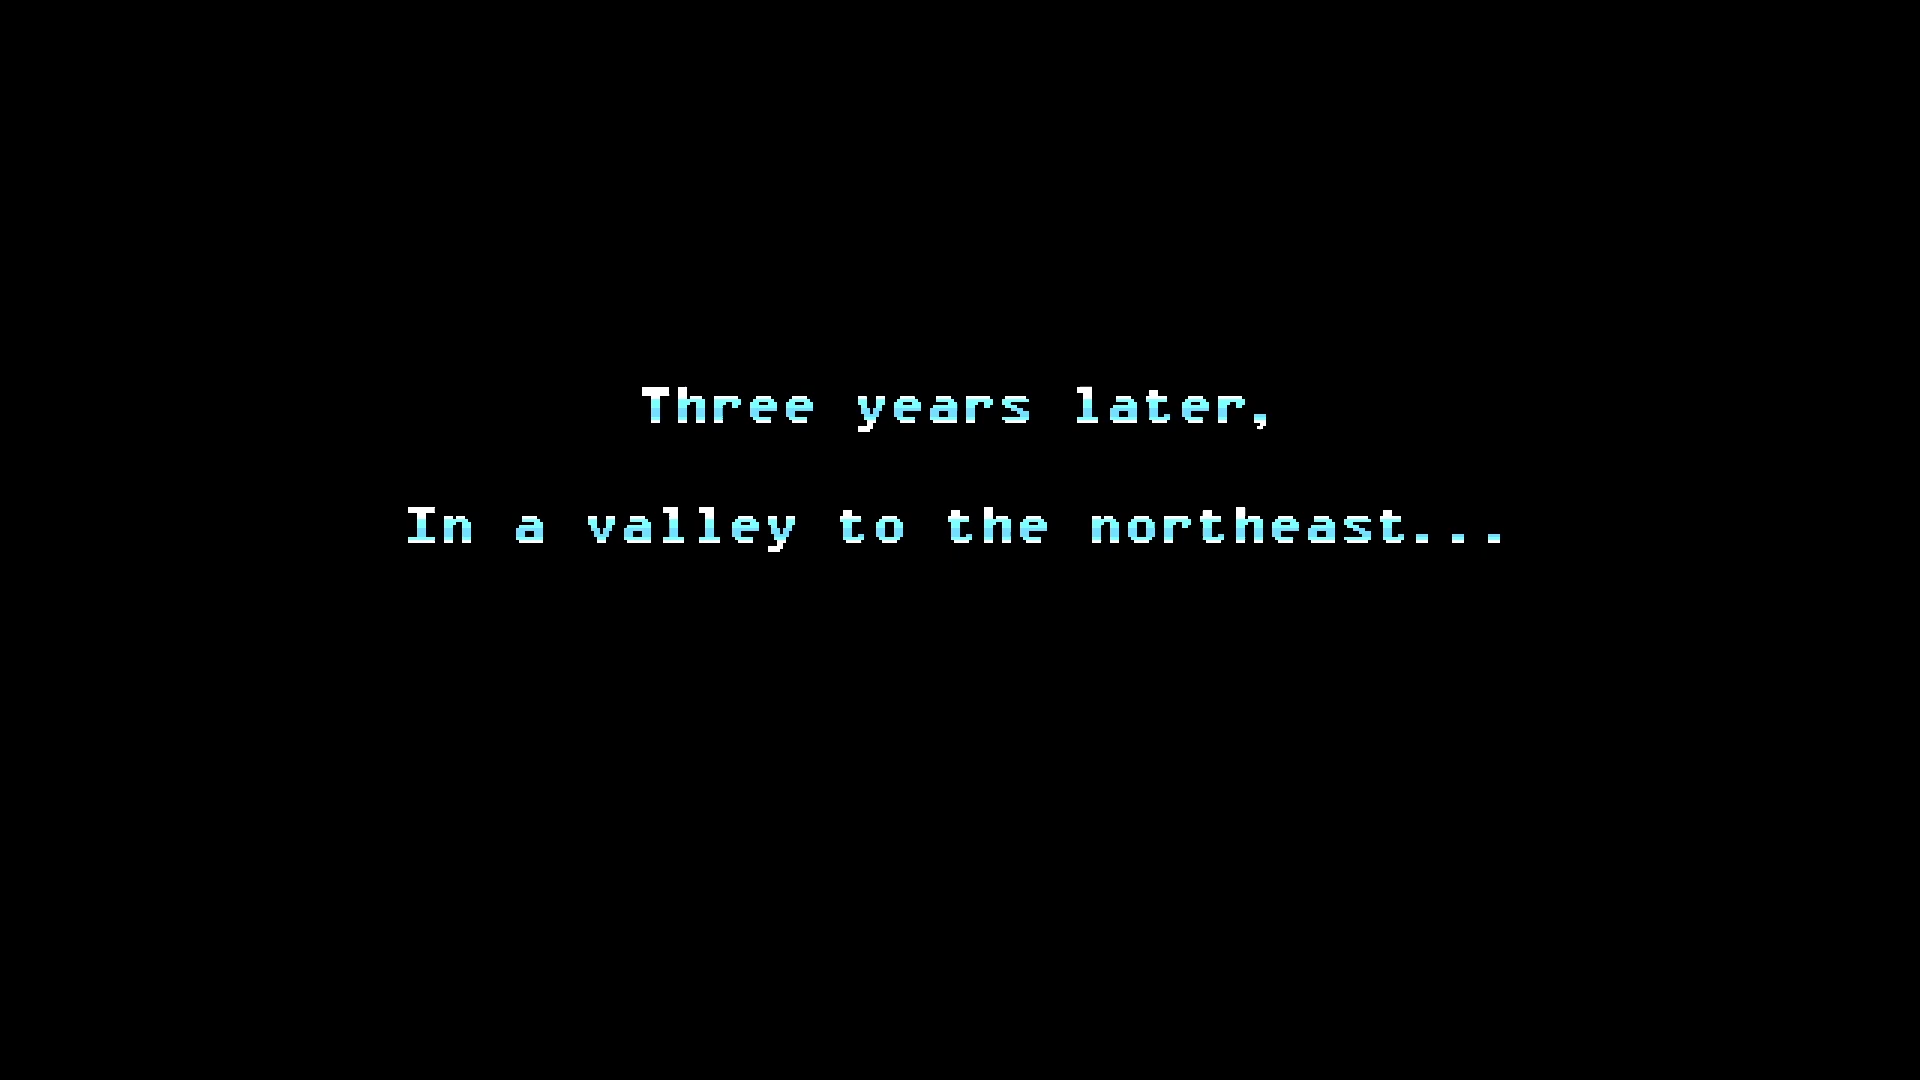 Three years later,
In a valley to the northeast...